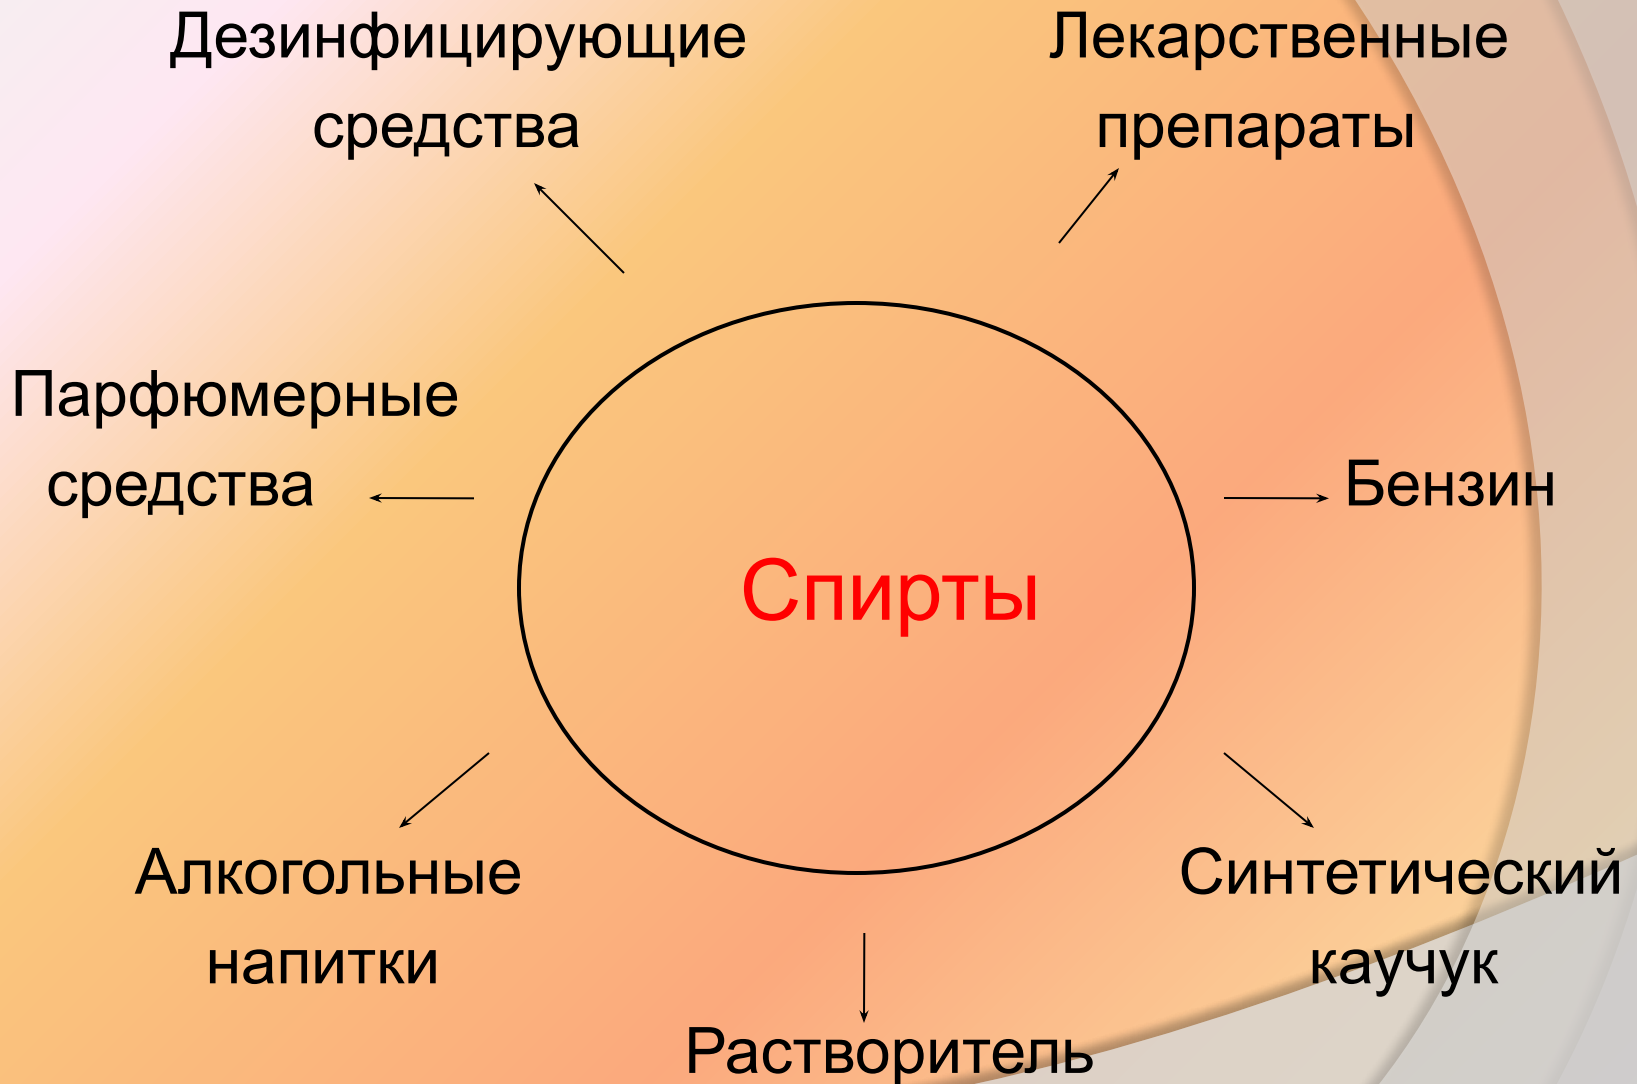 Дезинфицирующие
средства
Лекарственные
препараты
Парфюмерные
средства
Бензин
Спирты
Алкогольные
напитки
Синтетический
каучук
Растворитель